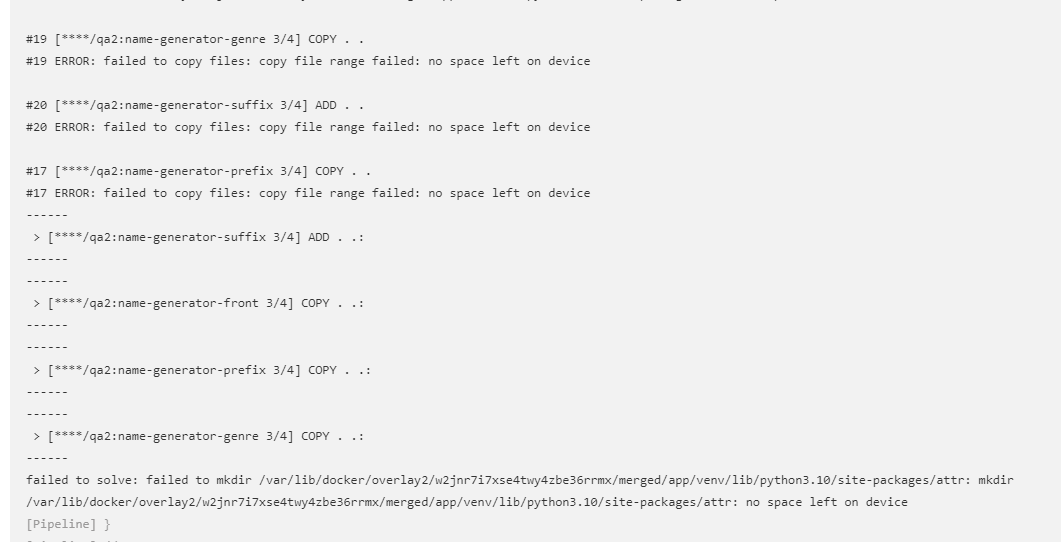 #19 [****/qa2:name-generator-genre 3/4] COPY . .
#19 ERROR: failed to copy files: copy file range failed: no space left on device
#20 [****/qa2:name-generator-suffix 3/4] ADD . .
#20 ERROR: failed to copy files: copy file range failed: no space left on device
#17 [****/qa2:name-generator-prefix 3/4] COPY . .
#17 ERROR: failed to copy files: copy file range failed: no space left on device
------
> [****/qa2:name-generator-suffix 3/4] ADD . .:
------
------
> [****/qa2:name-generator-front 3/4] COPY . .:
------
------
> [****/qa2:name-generator-prefix 3/4] COPY . .:
------
------
> [****/qa2:name-generator-genre 3/4] COPY . .:
------
failed to solve: failed to mkdir /var/lib/docker/overlay2/w2jnr7i7xse4twy4zbe36rrmx/merged/app/venv/lib/python3.10/site-packages/attr: mkdir
/var/lib/docker/overlay2/w2jnr7i7xse4twy4zbe36rrmx/merged/app/venv/lib/python3.10/site-packages/attr: no space left on device
[Pipeline] }